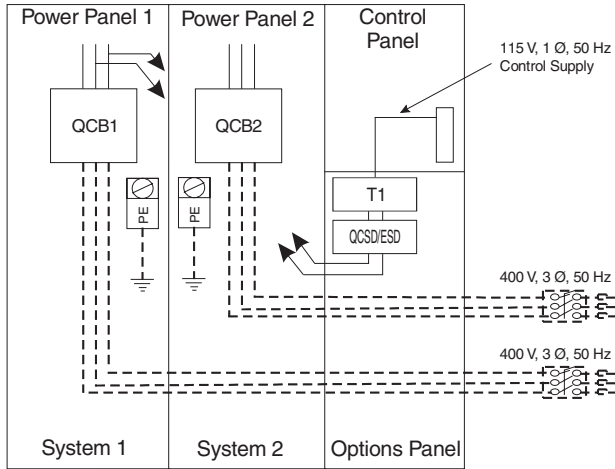 Power Panel 1
Power Panel 2
Control
Panel
115 V, 1 Ø, 50 Hz
Control Supply
QCB1
QCB2
T1
PE
PE
QCSD/ESD
400 V, 3 Ø, 50 Hz
400 V, 3 Ø, 50 Hz
System 1
System 2
Options Panel